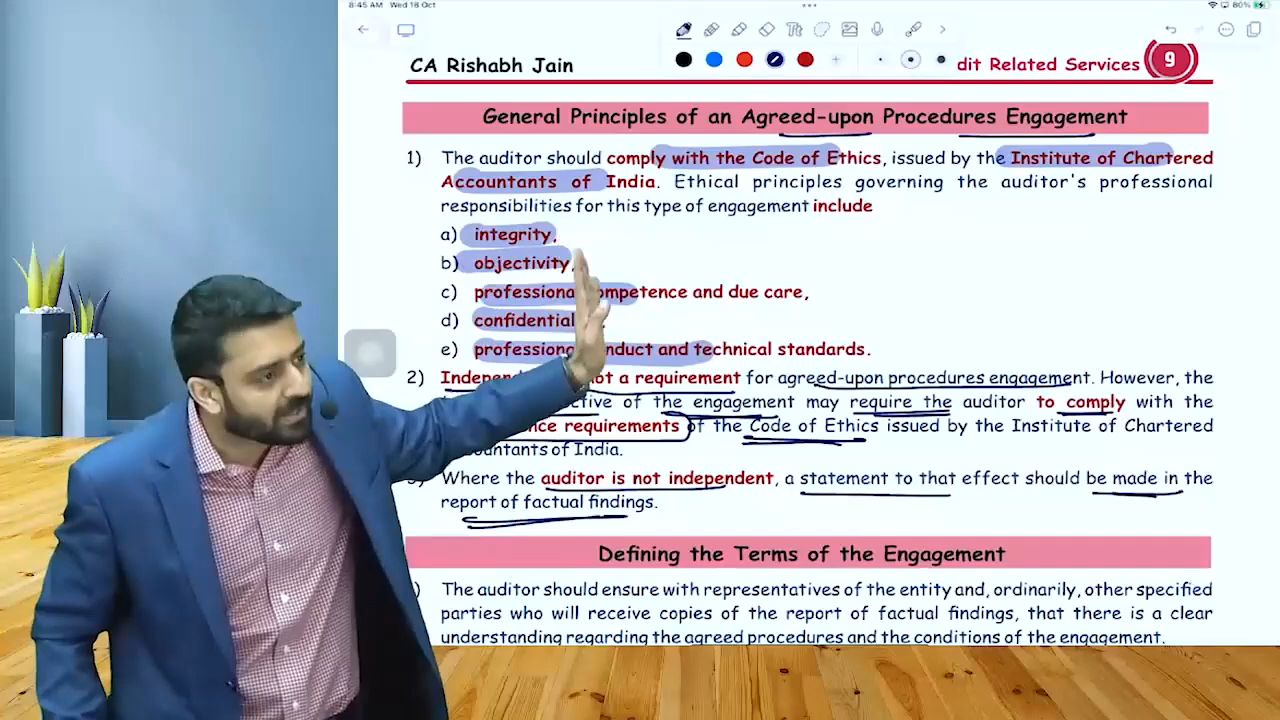 8:45 AM Wed 18 Oct
80%
CA Rishabh Jain
dit Related Services 9
General Principles of an Agreed-upon Procedures Engagement
1) The auditor should comply with the Code of Ethics, issued by the Institute of Chartered
Accountants of India. Ethical principles governing the auditor's professional
responsibilities for this type of engagement include
a) integrity,
b) objectivity,
c) professional competence and due care,
d) confidential
e) professional conduct and technical standards.
2) Indepen not a requirement for agreed-upon procedures engagement. However, the
ctive of the engagement may require the auditor to comply with the
nce requirements of the Code of Ethics issued by the Institute of Chartered
untants of India.
Where the auditor is not independent, a statement to that effect should be made in the
report of factual findings.
Defining the Terms of the Engagement
) The auditor should ensure with representatives of the entity and, ordinarily, other specified
parties who will receive copies of the report of factual findings, that there is a clear
understanding regarding the agreed procedures and the conditions of the engagement.